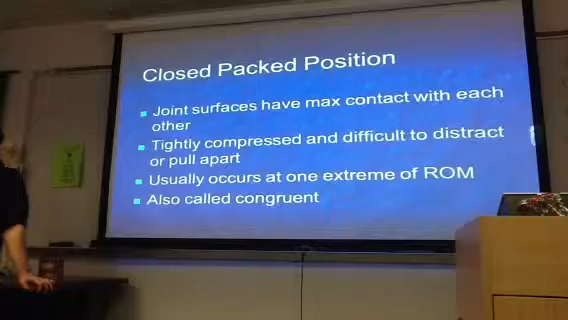 Closed Packed Position
Joint surfaces have max contact with each
other
Tightly compressed and difficult to distract
or pull apart
Usually occurs at one extreme of ROM
Also called congruent